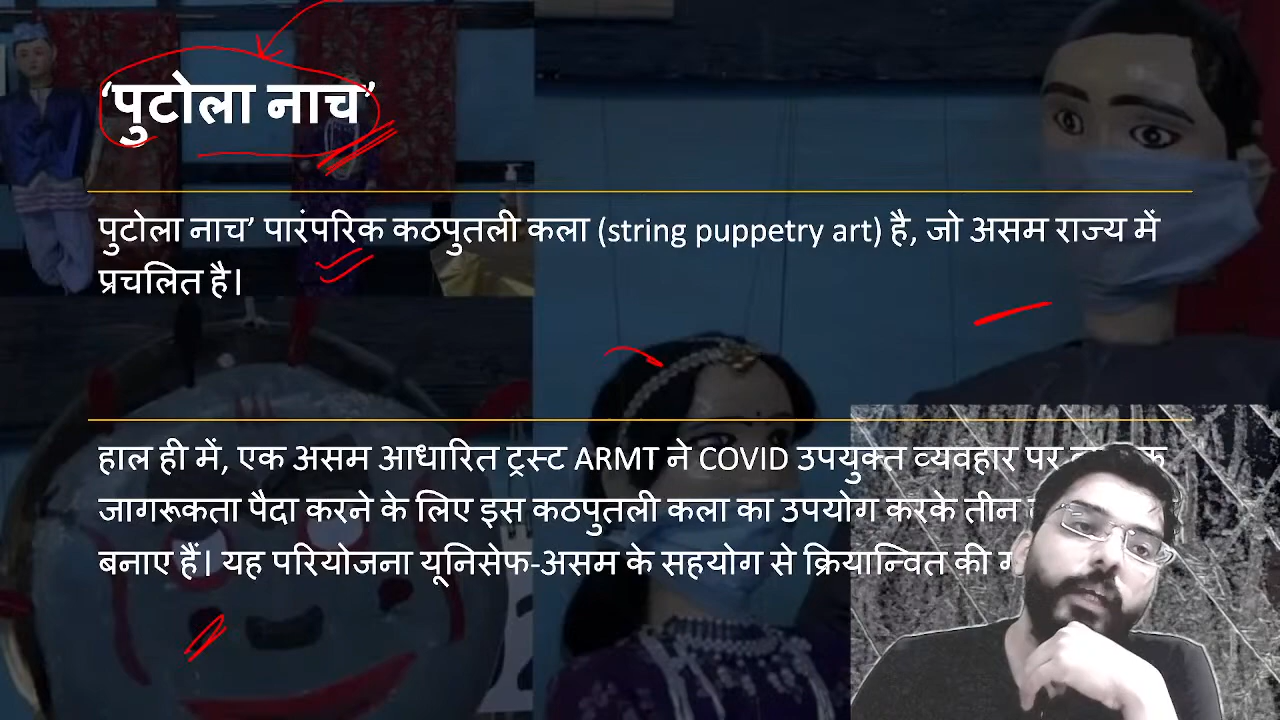 ‘पुटोला नाच’
पुटोला नाच’ पारंपरिक कठपुतली कला (string puppetry art) है, जो असम राज्य में
प्रचलित है।
हाल ही में, एक असम आधारित ट्रस्ट ARMT ने COVID उपयुक्त व्यवहार पर
जागरूकता पैदा करने के लिए इस कठपुतली कला का उपयोग करके तीन
बनाए हैं। यह परियोजना यूनिसेफ-असम के सहयोग से क्रियान्वित की